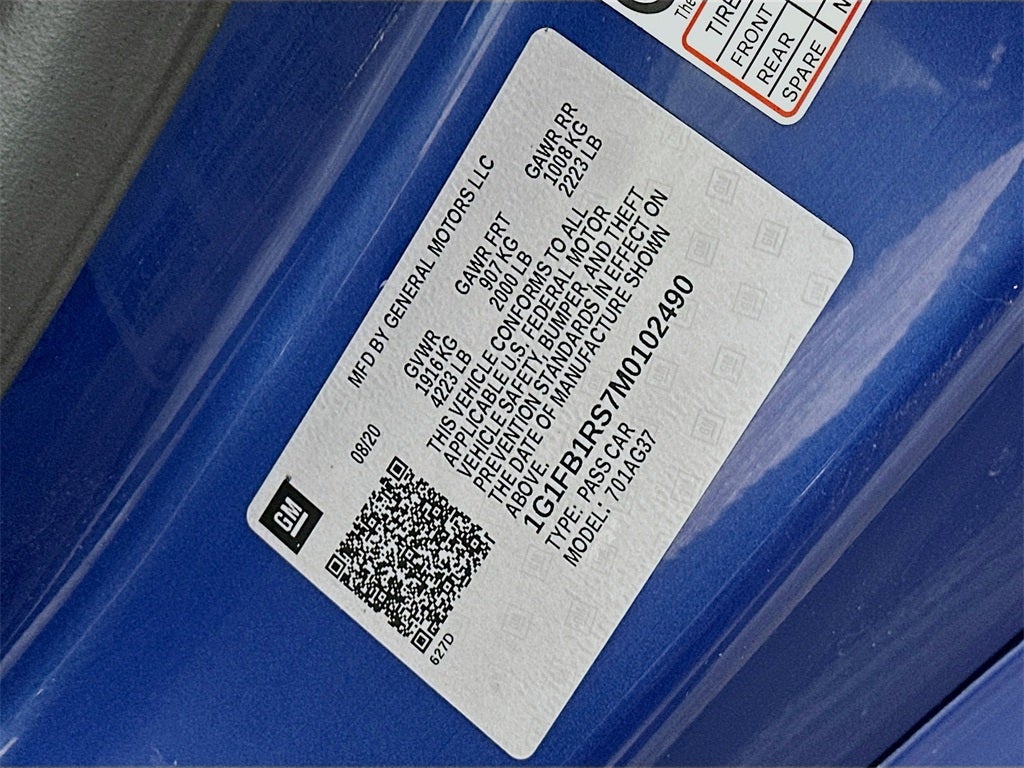 GM
08/20
MFD BY GENERAL MOTORS LLC
GVWR
1916 KG
4223 LB
GAWR FRT
907 KG
2000 LB
GAWR RR
1008 KG
2223 LB
THIS VEHICLE CONFORMS TO ALL
APPLICABLE U.S. FEDERAL MOTOR
VEHICLE SAFETY, BUMPER, AND THEFT
PREVENTION STANDARDS IN EFFECT ON
THE DATE OF MANUFACTURE SHOWN
ABOVE.
1G1FB1RS7M0102490
TYPE: PASS CAR
MODEL: 701AG37
627D
The
TIRE
FRONT
REAR
SPARE
N